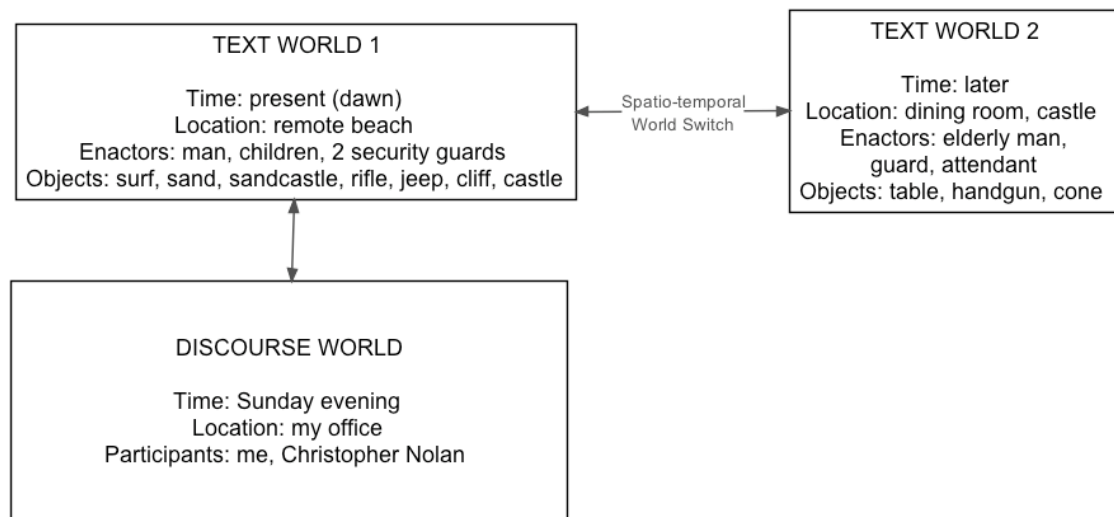 TEXT WORLD 1
Time: present (dawn)
Location: remote beach
Enactors: man, children, 2 security guards
Objects: surf, sand, sandcastle, rifle, jeep, cliff, castle
Spatio-temporal
World Switch
TEXT WORLD 2
Time: later
Location: dining room, castle
Enactors: elderly man,
guard, attendant
Objects: table, handgun, cone
DISCOURSE WORLD
Time: Sunday evening
Location: my office
Participants: me, Christopher Nolan